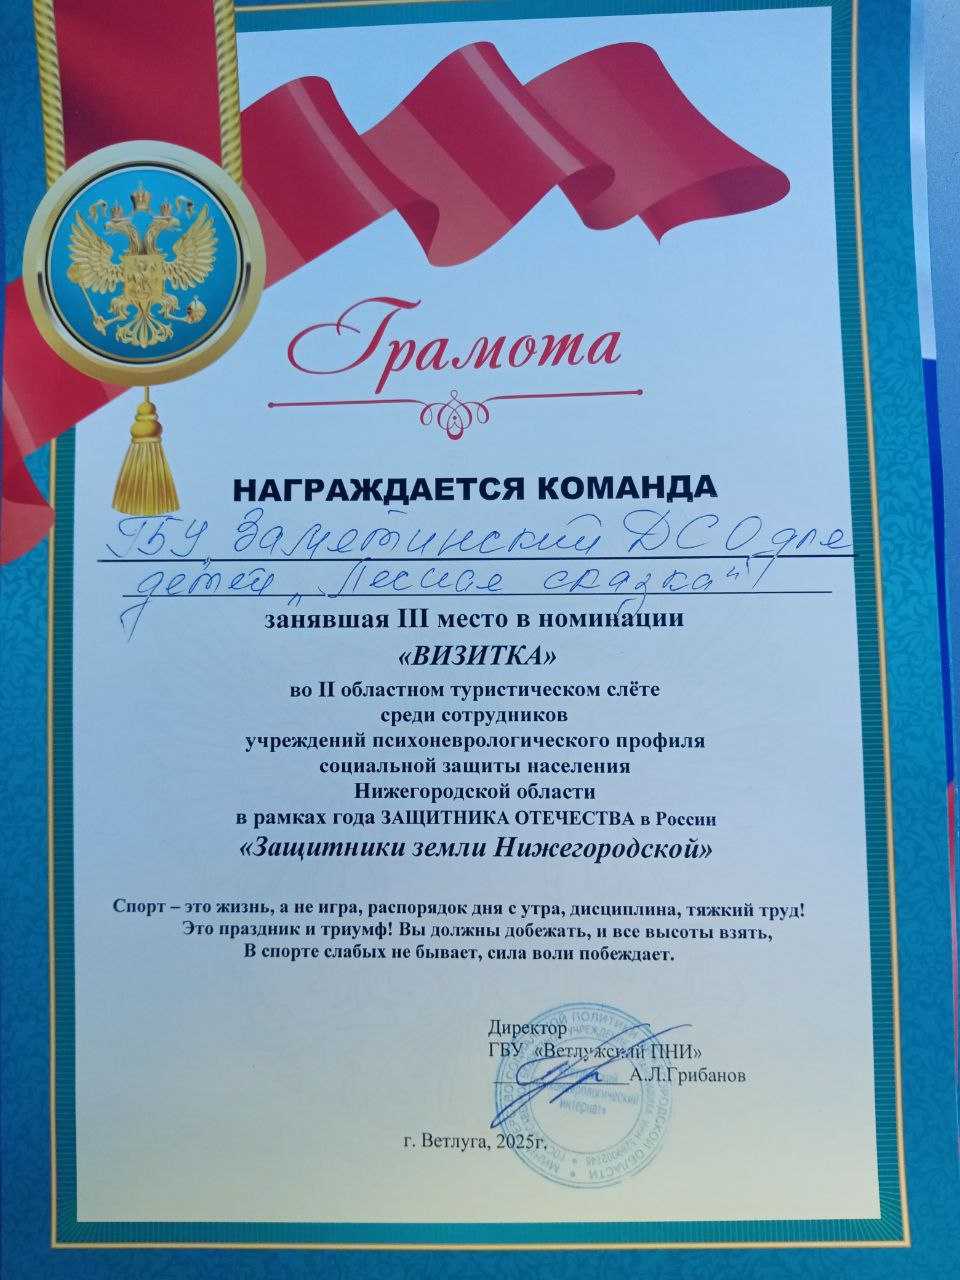 Грамота
НАГРАЖДАЕТСЯ КОМАНДА
ГБУ Замятинский ДСО для
детей „Лесная сказка"
занявшая III место в номинации
«ВИЗИТКА»
во II областном туристическом слёте
среди сотрудников
учреждений психоневрологического профиля
социальной защиты населения
Нижегородской области
в рамках года ЗАЩИТНИКА ОТЕЧЕСТВА в России
«Защитники земли Нижегородской»
Спорт – это жизнь, а не игра, распорядок дня с утра, дисциплина, тяжкий труд!
Это праздник и триумф! Вы должны добежать, и все высоты взять,
В спорте слабых не бывает, сила воли побеждает.
Директор
ГБУ «Ветлужский ПНИ»
А.Л.Грибанов
интернат»
г. Ветлуга, 2025г.